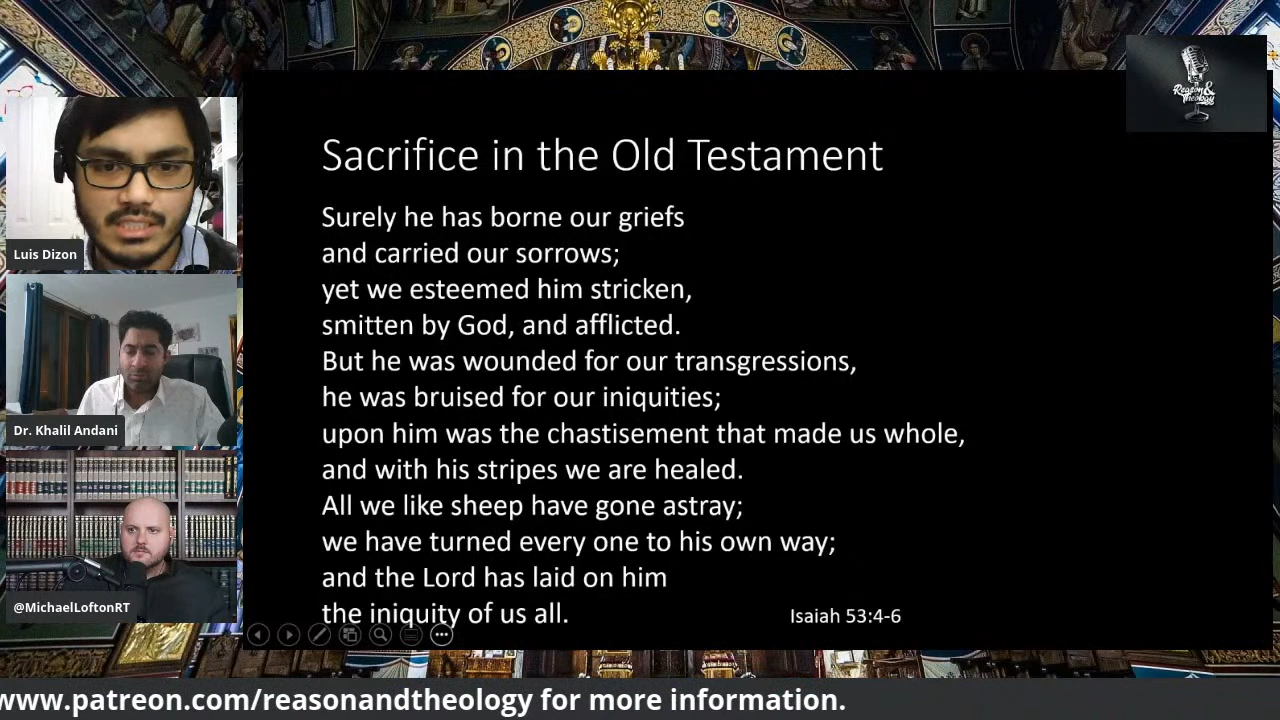 Reason &
Theology
Sacrifice in the Old Testament
Surely he has borne our griefs
and carried our sorrows;
yet we esteemed him stricken,
smitten by God, and afflicted.
But he was wounded for our transgressions,
he was bruised for our iniquities;
upon him was the chastisement that made us whole,
and with his stripes we are healed.
All we like sheep have gone astray;
we have turned every one to his own way;
and the Lord has laid on him
the iniquity of us all.
Isaiah 53:4-6
Luis Dizon
Dr. Khalil Andani
@MichaelLoftonRT
www.patreon.com/reasonandtheology for more information.